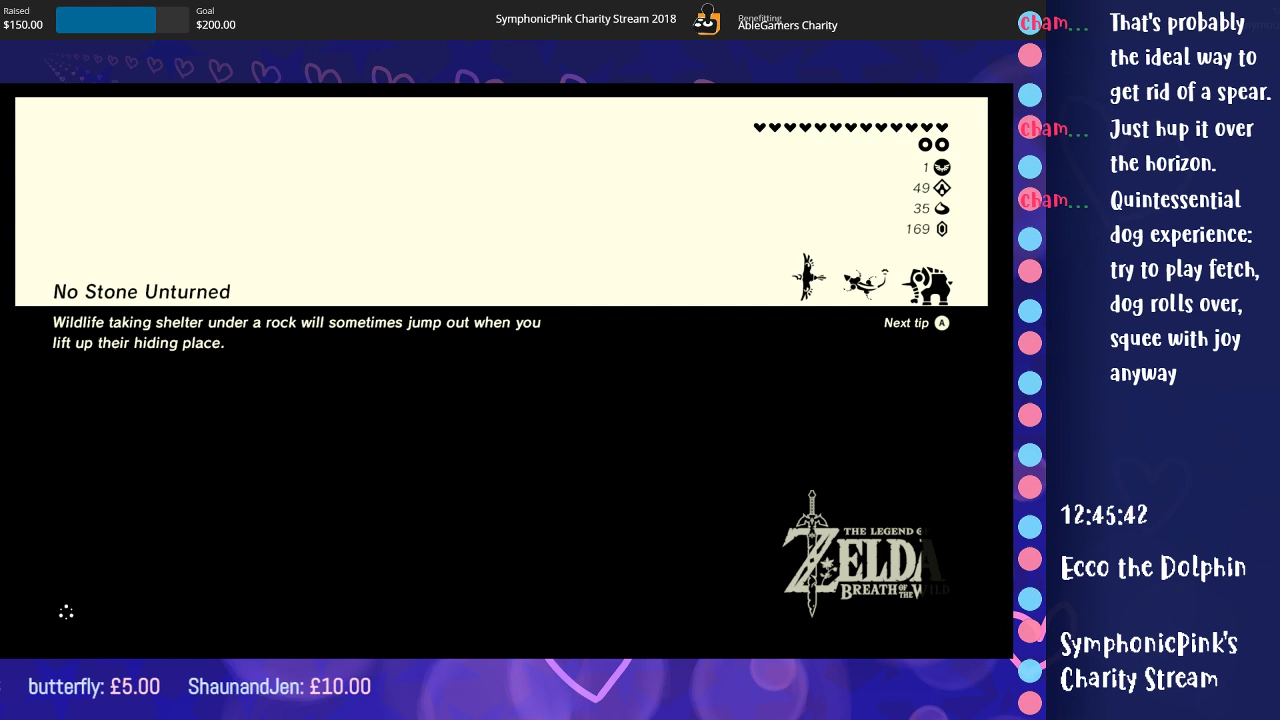 Raised
$150.00
Goal
$200.00
SymphonicPink Charity Stream 2018
Benefitting
AbleGamers Charity
1
49
35
169
No Stone Unturned
Wildlife taking shelter under a rock will sometimes jump out when you
lift up their hiding place.
Next tip A
THE LEGEND OF
ZELDA
BREATH OF THE WILD
butterfly: £5.00
ShaunandJen: £10.00
cham... That's probably
the ideal way to
get rid of a spear.
cham... Just hup it over
the horizon.
cham... Quintessential
dog experience:
try to play fetch,
dog rolls over,
squee with joy
anyway
12:45:42
Ecco the Dolphin
SymphonicPink's
Charity Stream